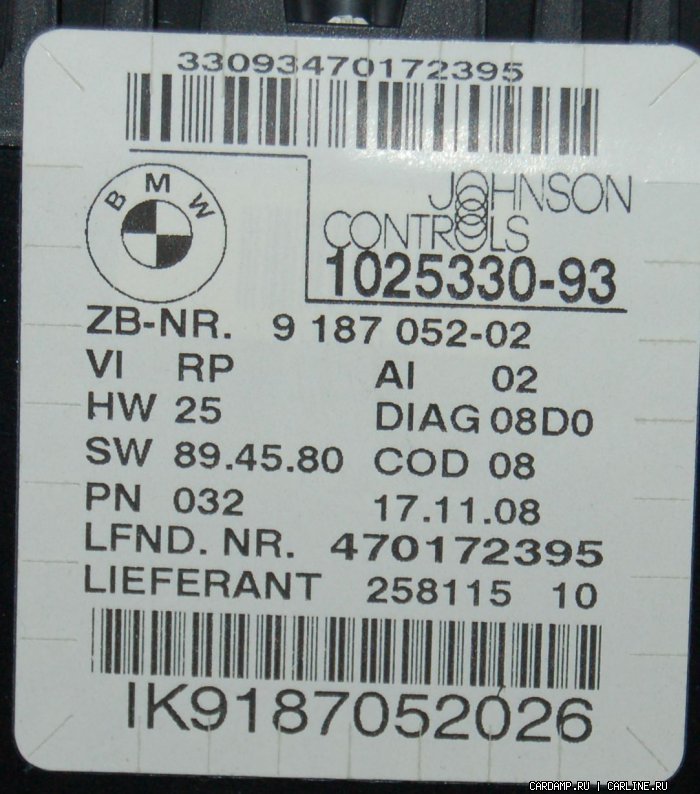 33093470172395
BMW
JOHNSON
CONTROLS
1025330-93
ZB-NR. 9 187 052-02
VI RP AI 02
HW 25 DIAG 08D0
SW 89.45.80 COD 08
PN 032 17.11.08
LFND. NR. 470172395
LIEFERANT 258115 10
IK9187052026
CARDAMP.RU | CARLINE.RU